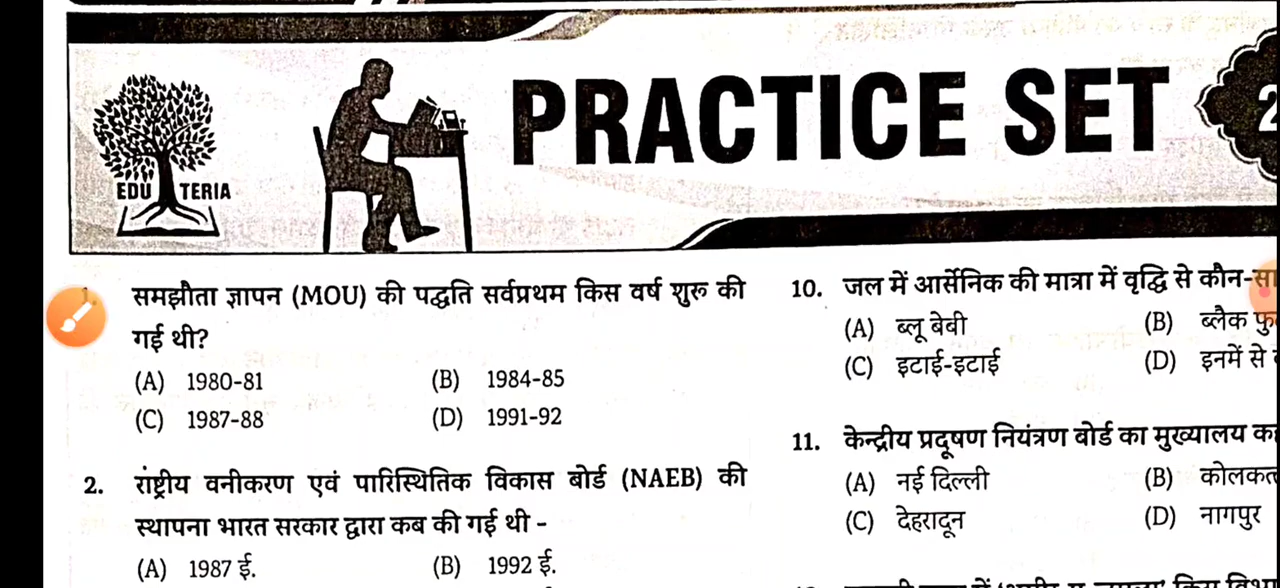 PRACTICE SET
EDU TERIA
1. समझौता ज्ञापन (MOU) की पद्धति सर्वप्रथम किस वर्ष शुरू की
गई थी?
(A) 1980-81 (B) 1984-85
(C) 1987-88 (D) 1991-92
2. रांष्ट्रीय वनीकरण एवं पारिस्थितिक विकास बोर्ड (NAEB) की
स्थापना भारत सरकार द्वारा कब की गई थी -
(A) 1987 ई. (B) 1992 ई.
10. जल में आर्सेनिक की मात्रा में वृद्धि से कौन-सा
(A) ब्लू बेबी (B) ब्लैक
(C) इटाई-इटाई (D) इनमें से
11. केन्द्रीय प्रदूषण नियंत्रण बोर्ड का मुख्यालय
(A) नई दिल्ली (B)
(C) देहरादून (D) नागपुर